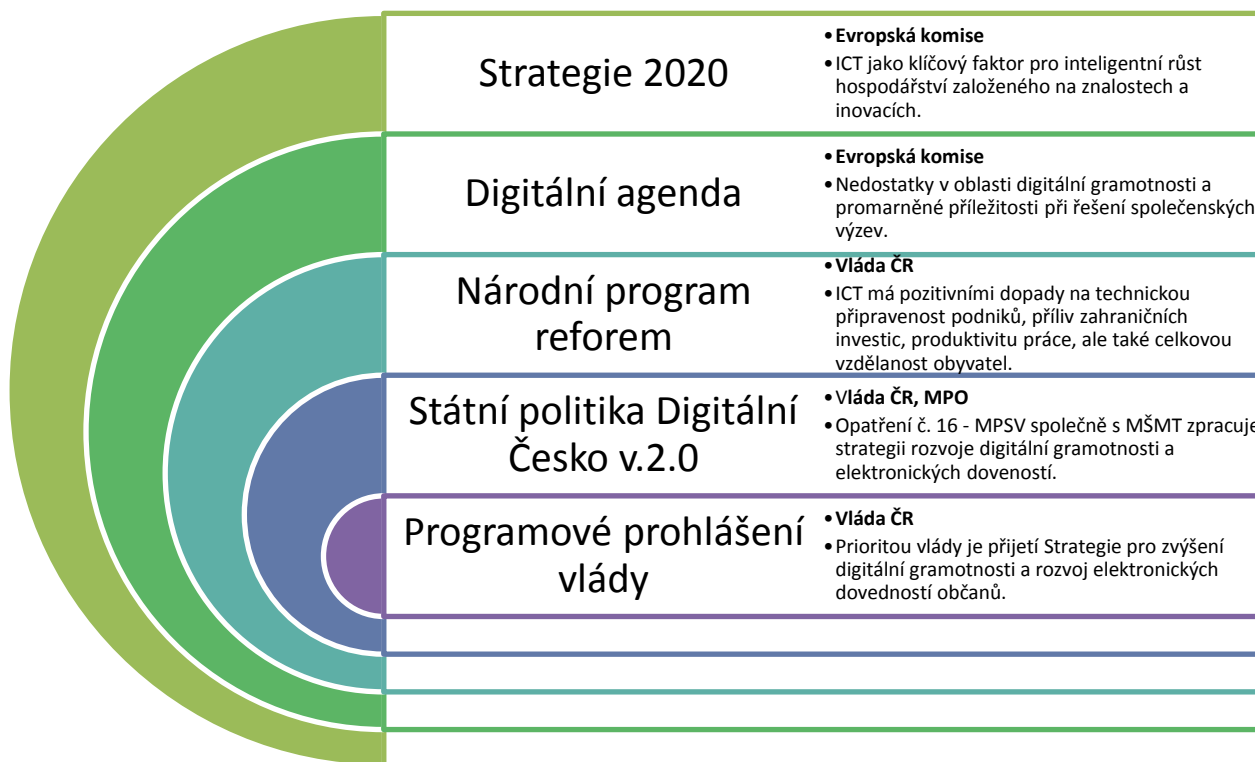 Strategie 2020
•Evropská komise
•ICT jako klíčový faktor pro inteligentní růst
hospodářství založeného na znalostech a
inovacích.
Digitální agenda
•Evropská komise
•Nedostatky v oblasti digitální gramotnosti a
promarněné příležitosti při řešení společenských
výzev.
Národní program
reforem
•Vláda ČR
•ICT má pozitivními dopady na technickou
připravenost podniků, příliv zahraničních
investic, produktivitu práce, ale také celkovou
vzdělanost obyvatel.
Státní politika Digitální
Česko v.2.0
•Vláda ČR, MPO
•Opatření č. 16 - MPSV společně s MŠMT zpracuje
strategii rozvoje digitální gramotnosti a
elektronických doveností.
Programové prohlášení
vlády
•Vláda ČR
•Prioritou vlády je přijetí Strategie pro zvýšení
digitální gramotnosti a rozvoj elektronických
dovedností občanů.